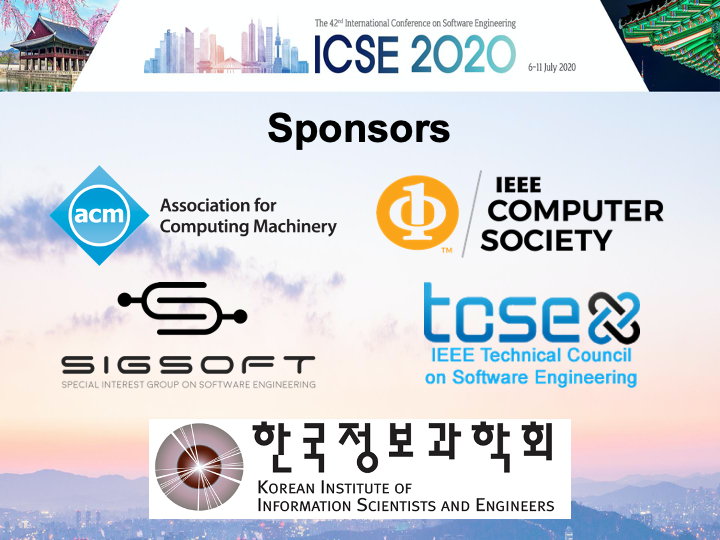 The 42nd International Conference on Software Engineering
ICSE 2020
6-11 July 2020
Sponsors
acm
Association for
Computing Machinery
IEEE
COMPUTER
SOCIETY
TM
SIGSOFT
SPECIAL INTEREST GROUP ON SOFTWARE ENGINEERING
tcse
IEEE Technical Council
on Software Engineering
한국정보과학회
KOREAN INSTITUTE OF
INFORMATION SCIENTISTS AND ENGINEERS